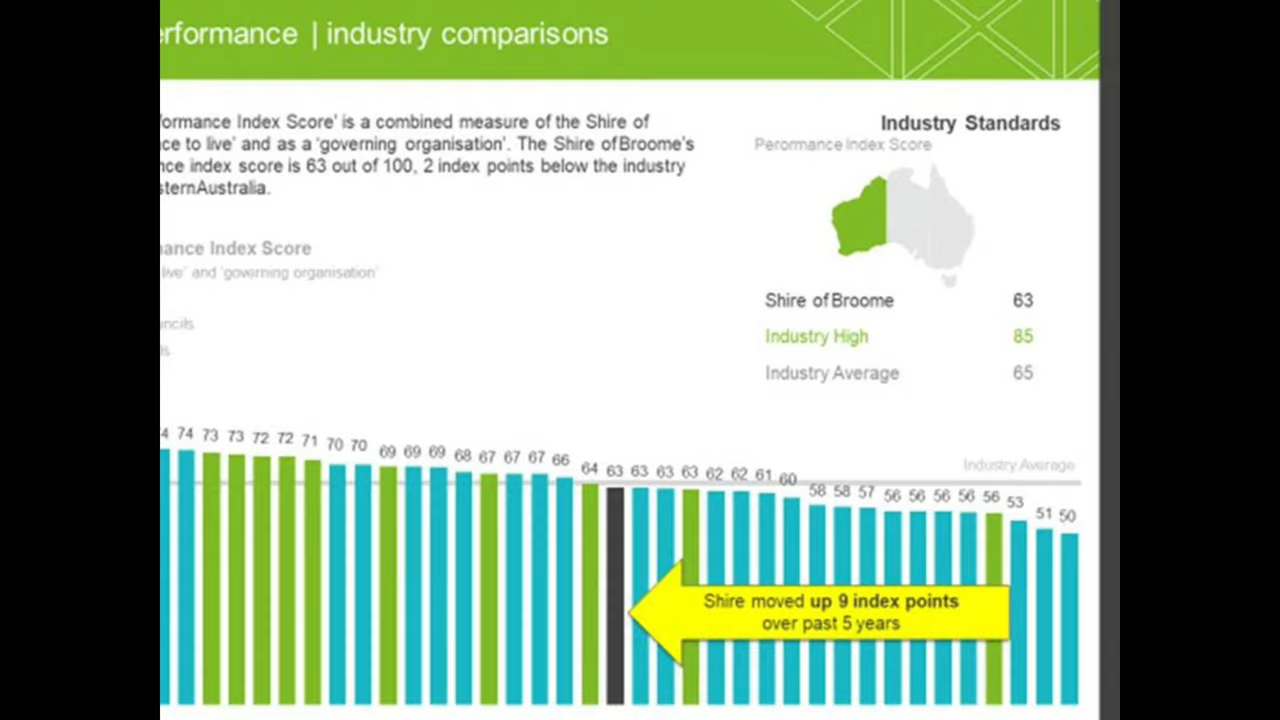 erformance | industry comparisons
formance Index Score' is a combined measure of the Shire of
ce to live' and as a 'governing organisation'. The Shire of Broome's
nce index score is 63 out of 100, 2 index points below the industry
sternAustralia.
Industry Standards
Perormance Index Score
ance Index Score
live' and 'governing organisation'
ncils
ls
Shire of Broome 63
Industry High 85
Industry Average 65
Industry Average
4 74 73 73 72 72 71 70 70 69 69 69 68 67 67 67 66 64 63 63 63 63 62 62 61 60 58 58 57 56 56 56 56 56 53 51 50
Shire moved up 9 index points
over past 5 years